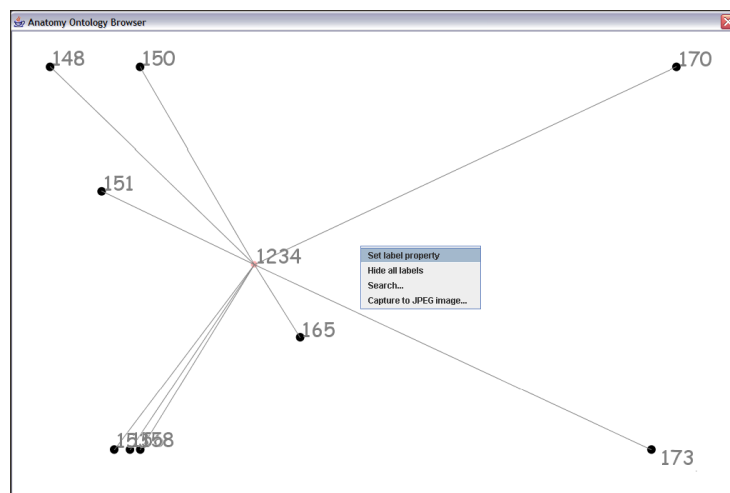 Anatomy Ontology Browser
148
150
170
151
1234
Set label property
Hide all labels
Search...
Capture to JPEG image...
165
173